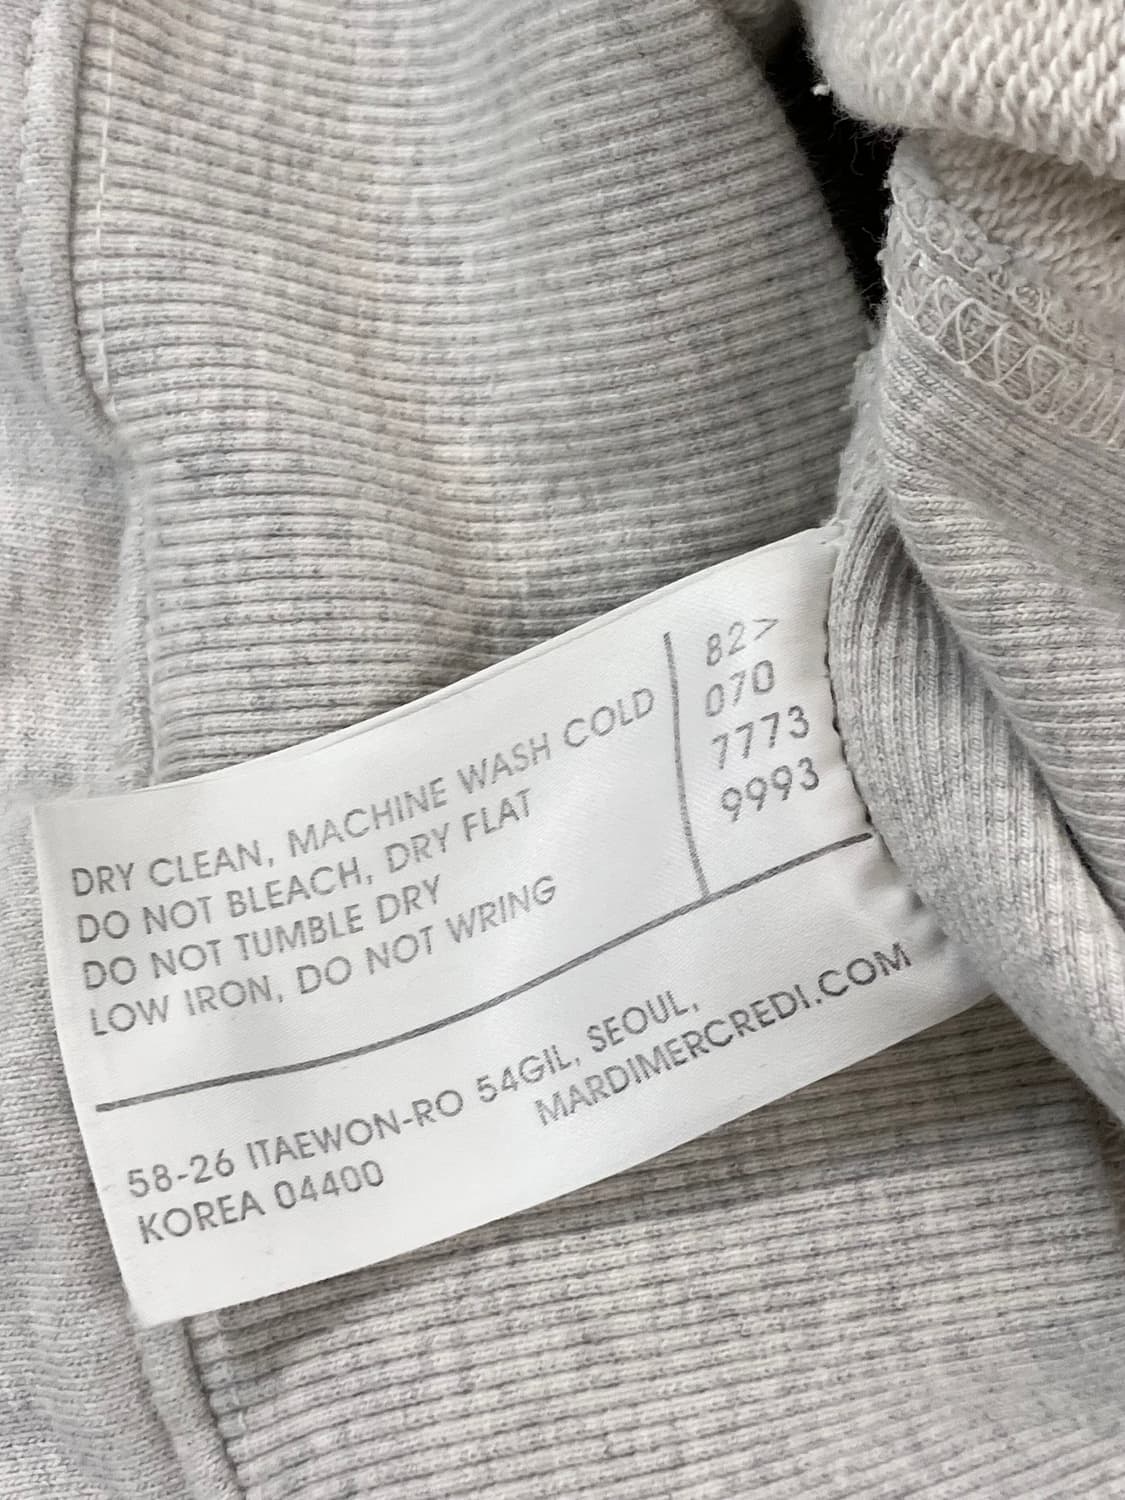 DRY CLEAN, MACHINE WASH COLD
DO NOT BLEACH, DRY FLAT
DO NOT TUMBLE DRY
LOW IRON, DO NOT WRING
82>
070
7773
9993
58-26 ITAEWON-RO 54GIL, SEOUL,
KOREA 04400
MARDIMERCREDI.COM